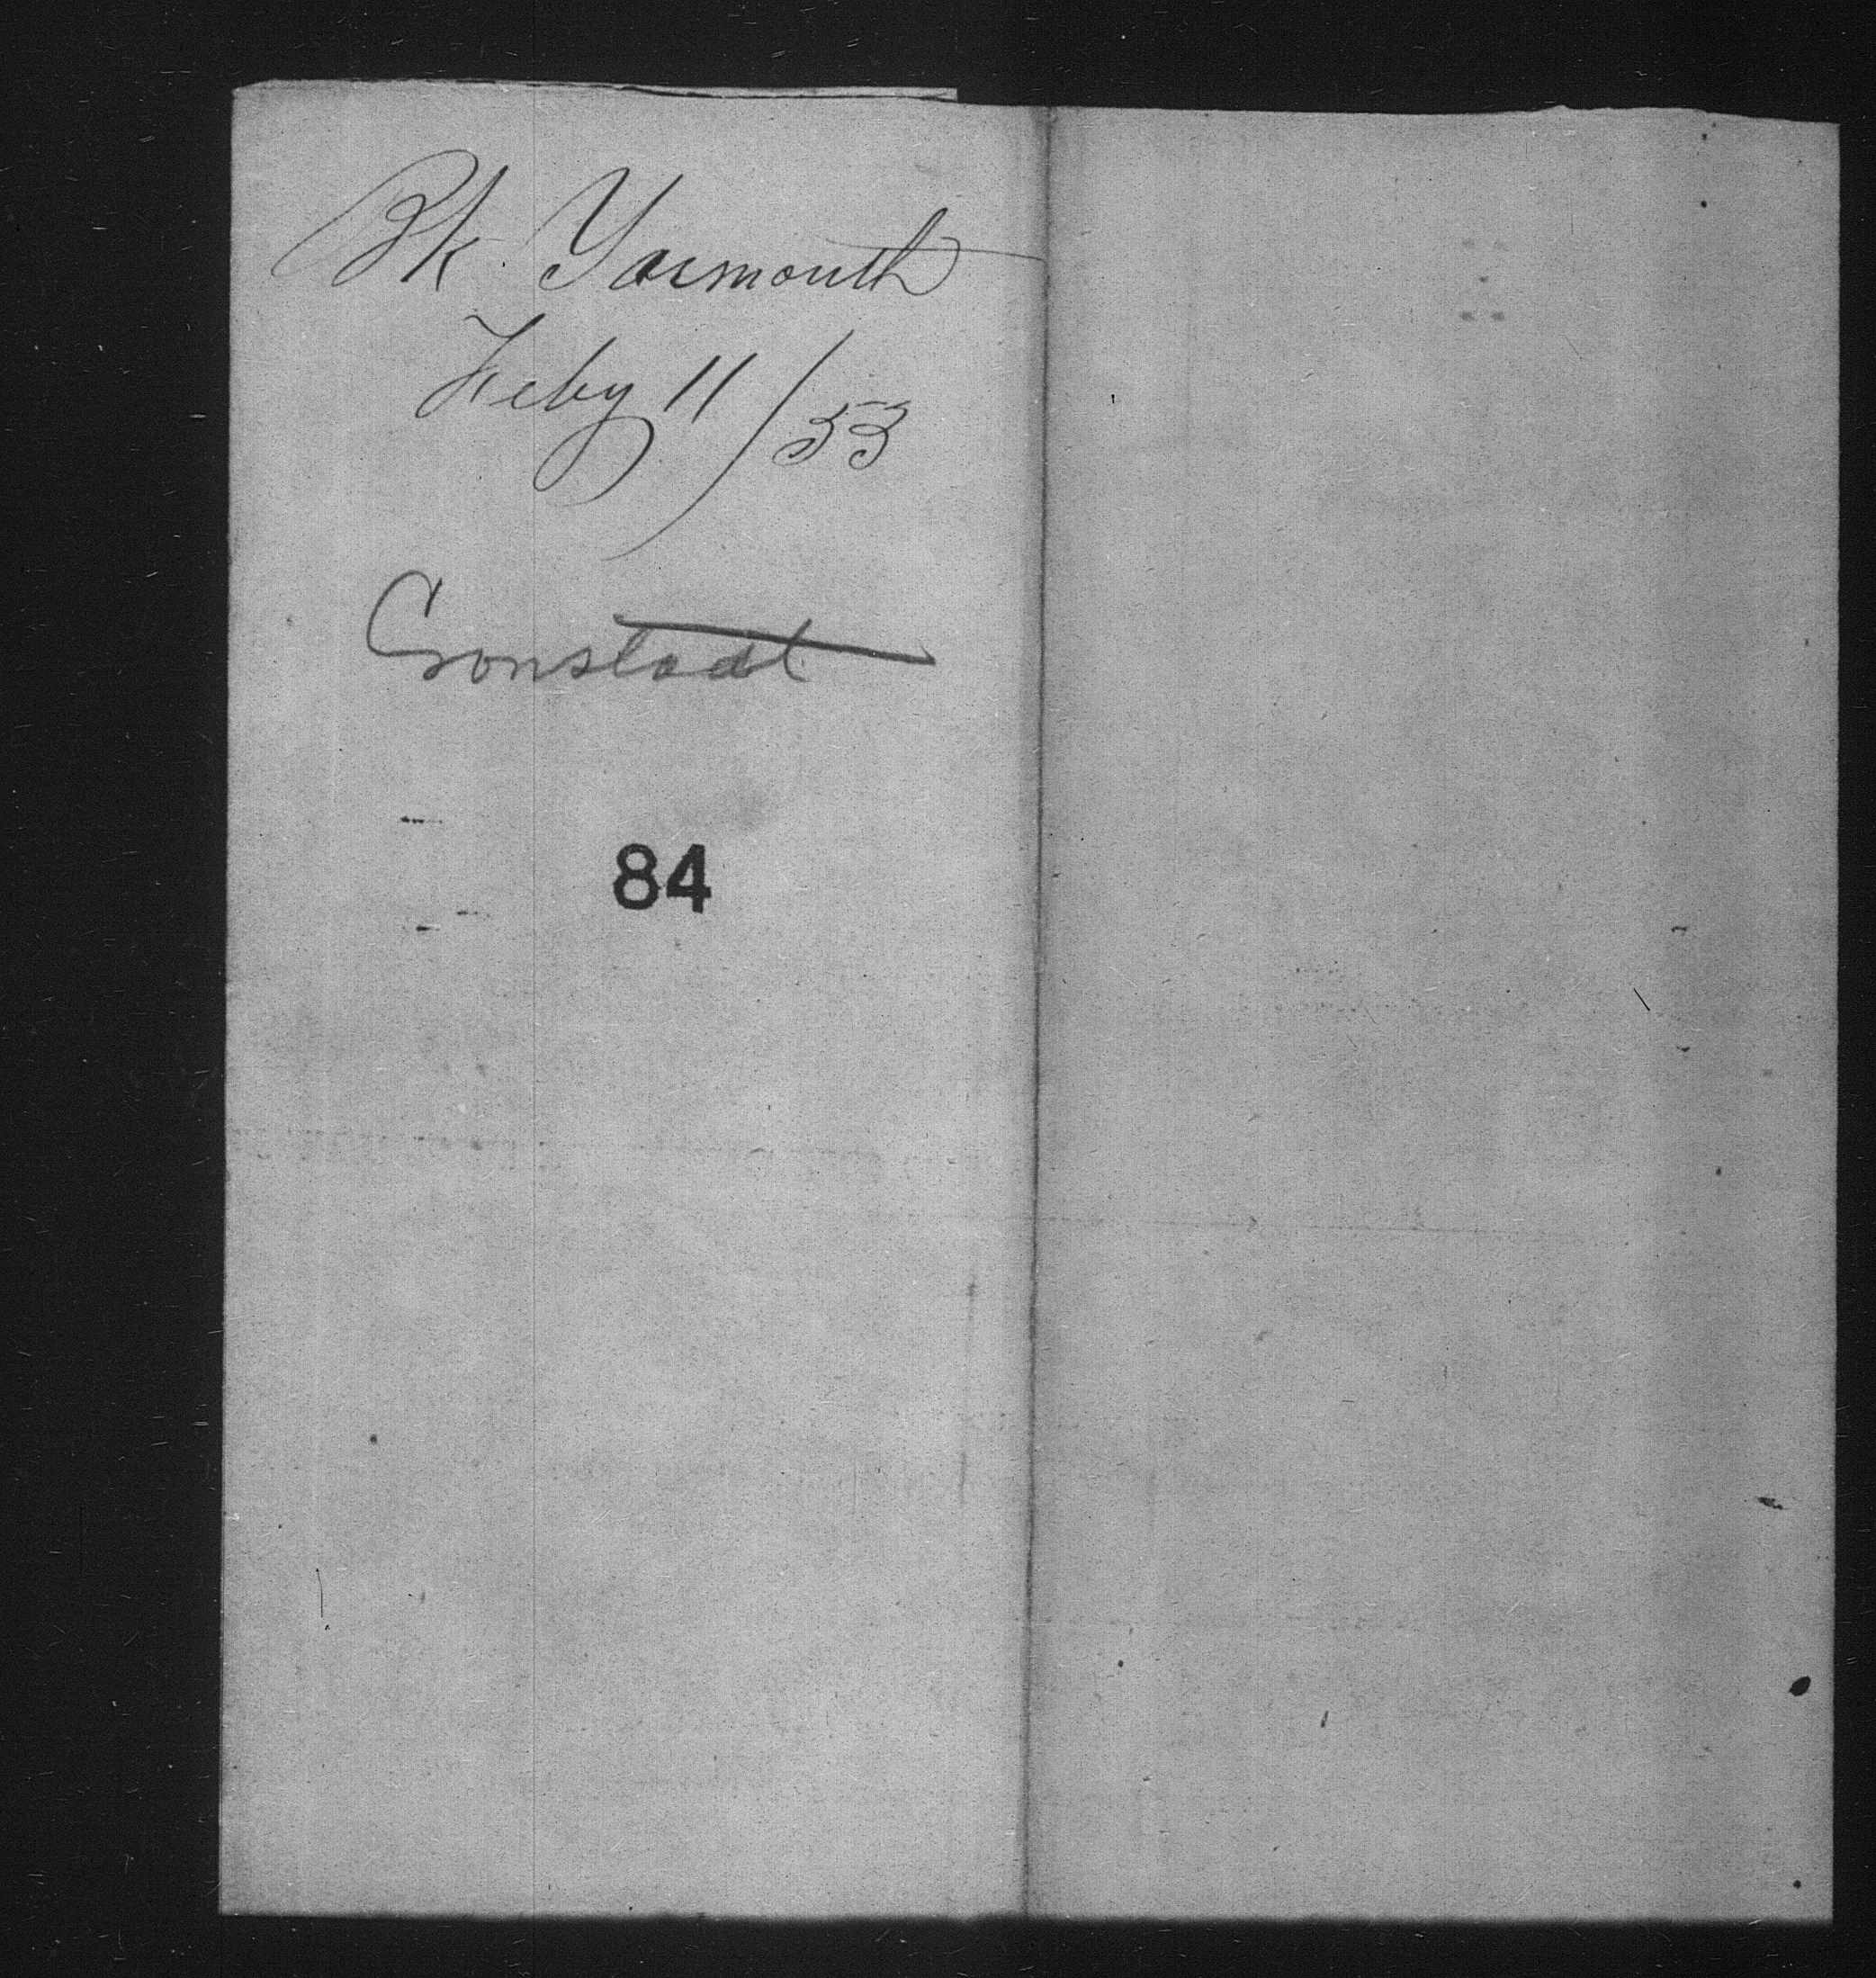 Bk Yarmouth
Feby 11/53
Cronstadt
84